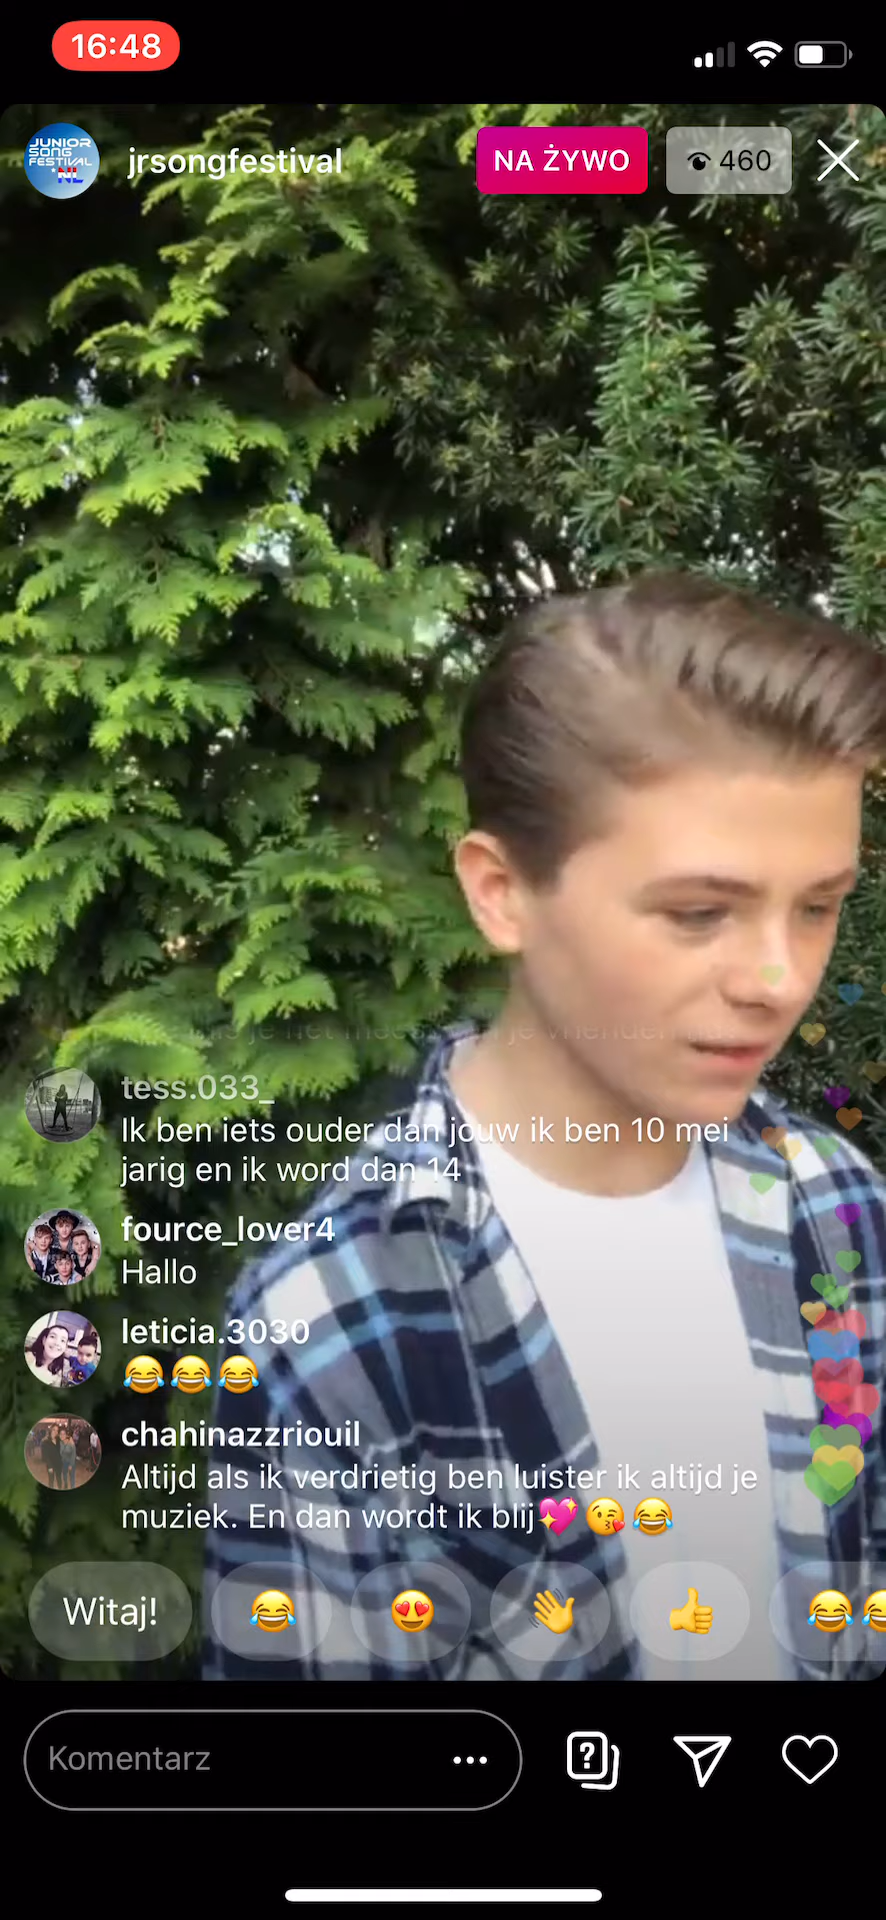 16:48
JUNIOR
SONG
FESTIVAL
NL
jrsongfestival
NA ŻYWO
460
tess.033_
Ik ben iets ouder dan jouw ik ben 10 mei
jarig en ik word dan 14
fource_lover4
Hallo
leticia.3030
😂😂😂
chahinazzriouil
Altijd als ik verdrietig ben luister ik altijd je
muziek. En dan wordt ik blij💖😘😂
Witaj!
Komentarz